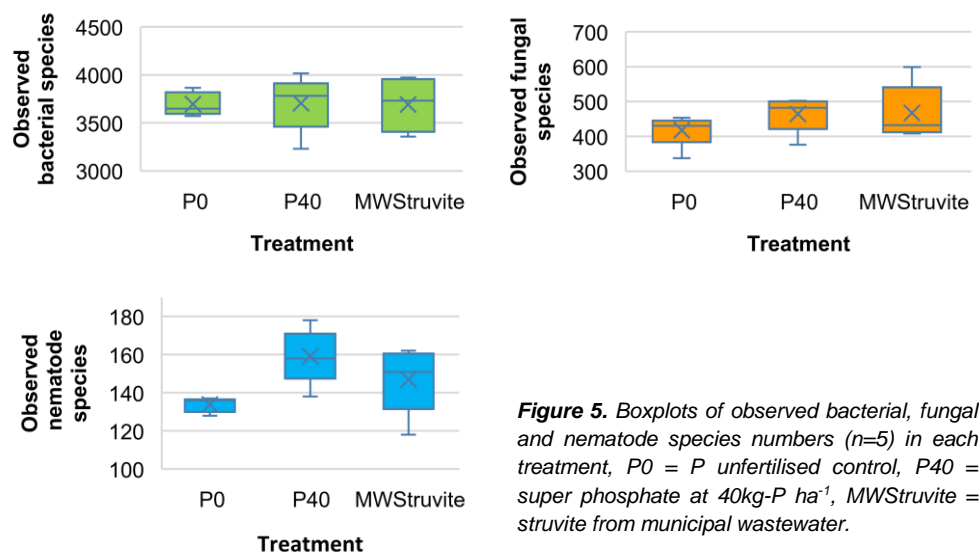 Observed
bacterial species
4500
4000
3500
3000
P0
P40
MWStruvite
Treatment
Observed fungal
species
700
600
500
400
300
P0
P40
MWStruvite
Treatment
Observed
nematode
species
180
160
140
120
100
P0
P40
MWStruvite
Treatment
Figure 5. Boxplots of observed bacterial, fungal
and nematode species numbers (n=5) in each
treatment, P0 = P unfertilised control, P40 =
super phosphate at 40kg-P ha⁻¹, MWStruvite =
struvite from municipal wastewater.